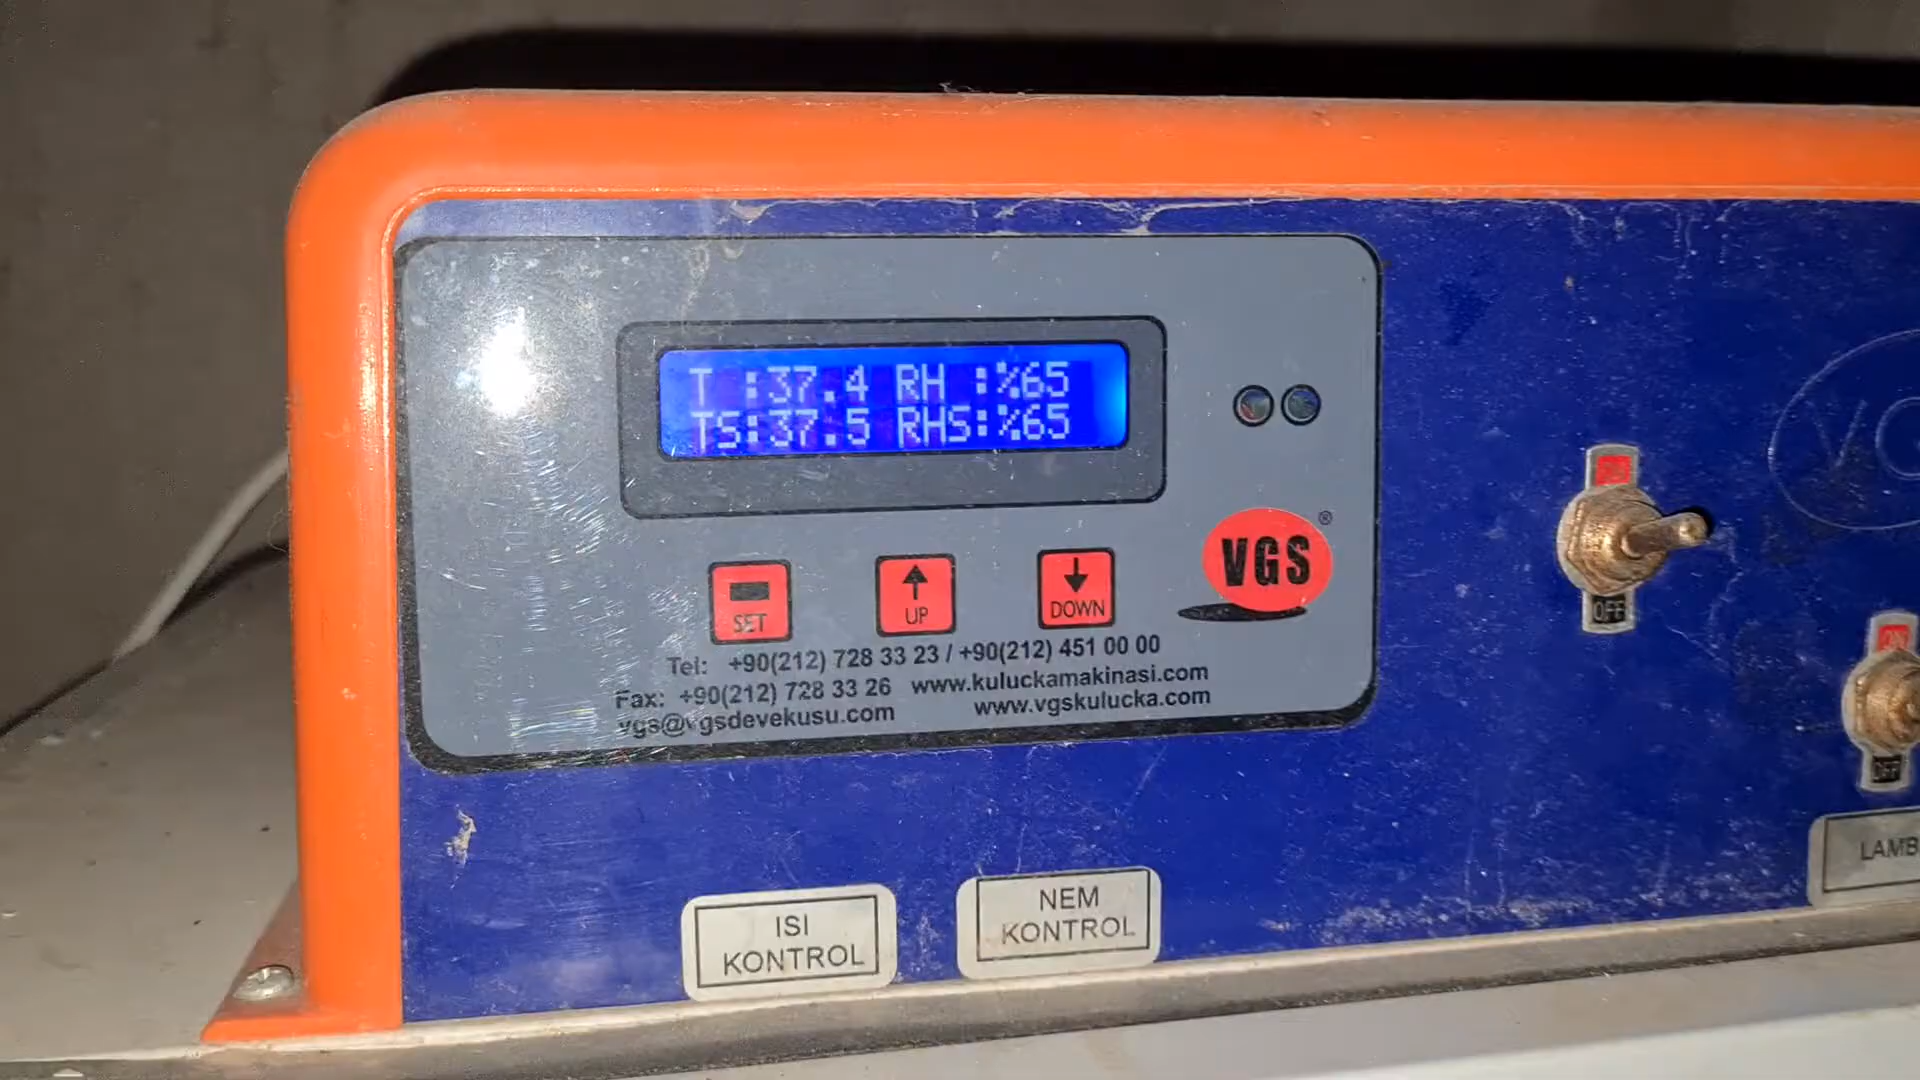 T :37.4 RH :%65
TS:37.5 RHS:%65
SET
UP
DOWN
VGS
®
Tel: +90(212) 728 33 23 / +90(212) 451 00 00
Fax: +90(212) 728 33 26 www.kuluckamakinasi.com
vgs@vgsdevekusu.com www.vgskulucka.com
OFF
ON
OFF
LAMB
ISI
KONTROL
NEM
KONTROL